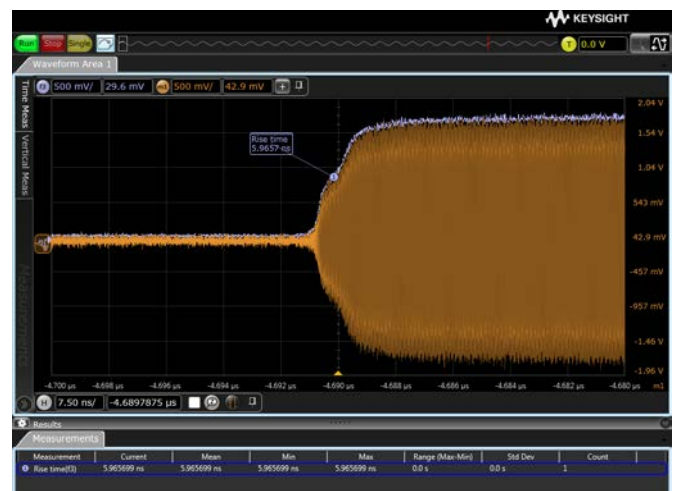 KEYSIGHT
Run Stop Single T 0.0 V
Waveform Area 1
f3 500 mV/ 29.6 mV m1 500 mV/ 42.9 mV +
Time Meas
Vertical Meas
Measurements
Rise time
5.9657 ns
2.04 V
1.54 V
1.04 V
543 mV
42.9 mV
-457 mV
-957 mV
-1.46 V
-1.96 V
-4.700 µs -4.698 µs -4.696 µs -4.694 µs -4.692 µs -4.690 µs -4.688 µs -4.686 µs -4.684 µs -4.682 µs -4.680 µs m1
H 7.50 ns/ -4.6897875 µs
Results
Measurements
Measurement Current Mean Min Max Range (Max-Min) Std Dev Count
Rise time(f3) 5.965699 ns 5.965699 ns 5.965699 ns 5.965699 ns 0.0 s 0.0 s 1